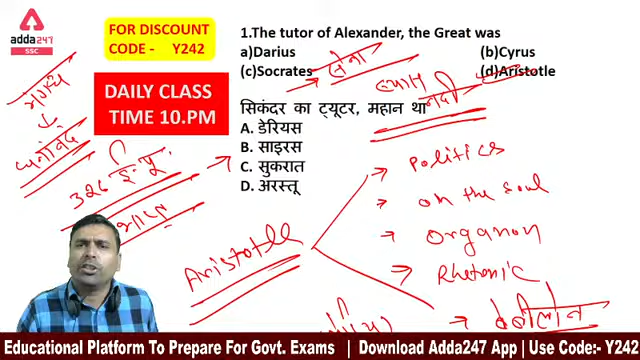 adda247
SSC
FOR DISCOUNT
CODE - Y242
DAILY CLASS
TIME 10.PM
1.The tutor of Alexander, the Great was
a)Darius (b)Cyrus
(c)Socrates (d)Aristotle
सिकंदर का ट्यूटर, महान था
A. डेरियस
B. साइरस
C. सुकरात
D. अरस्तू
मगध
326 ई.पू.
सेना
व्यास
नदी
Aristotle
Politics
On the Soul
Organon
Rhetoric
बेबीलोन
Educational Platform To Prepare For Govt. Exams | Download Adda247 App | Use Code:- Y242